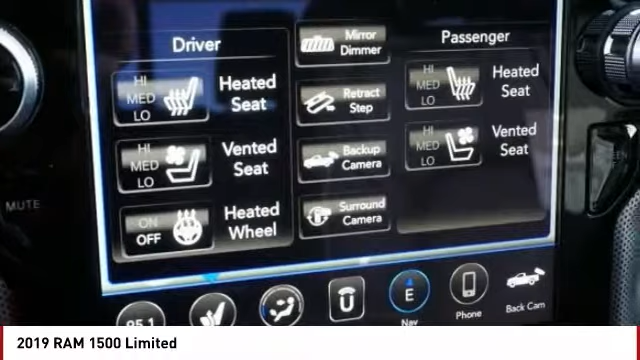 Driver
HI
MED
LO
Heated
Seat
HI
MED
LO
Vented
Seat
ON
OFF
Heated
Wheel
Mirror
Dimmer
Retract
Step
Backup
Camera
Surround
Camera
Passenger
HI
MED
LO
Heated
Seat
HI
MED
LO
Vented
Seat
MUTE
95.1
E
Nav
Phone
Back Cam
2019 RAM 1500 Limited